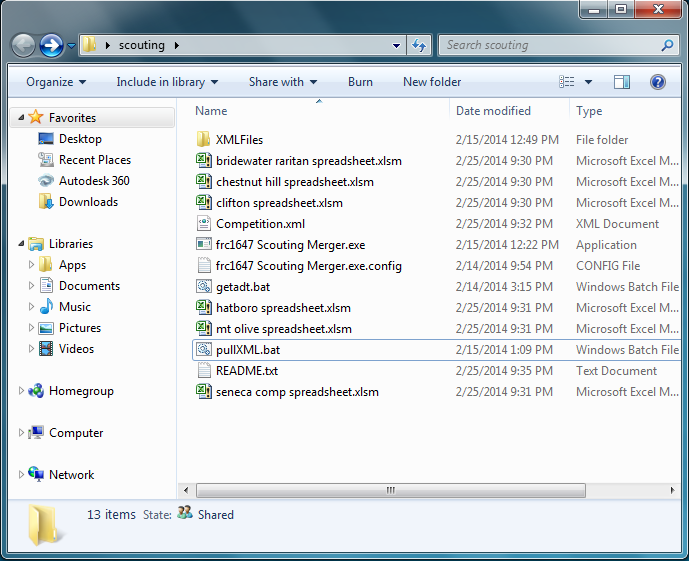 scouting
Search scouting
Organize Include in library Share with Burn New folder
Favorites
Desktop
Recent Places
Autodesk 360
Downloads
Libraries
Apps
Documents
Music
Pictures
Videos
Homegroup
Computer
Network
Name Date modified Type
XMLFiles 2/15/2014 12:49 PM File folder
bridewater raritan spreadsheet.xlsm 2/25/2014 9:30 PM Microsoft Excel M...
chestnut hill spreadsheet.xlsm 2/25/2014 9:30 PM Microsoft Excel M...
clifton spreadsheet.xlsm 2/25/2014 9:30 PM Microsoft Excel M...
Competition.xml 2/25/2014 9:32 PM XML Document
frc1647 Scouting Merger.exe 2/15/2014 12:22 PM Application
frc1647 Scouting Merger.exe.config 2/14/2014 9:54 PM CONFIG File
getadt.bat 2/14/2014 3:15 PM Windows Batch File
hatboro spreadsheet.xlsm 2/25/2014 9:31 PM Microsoft Excel M...
mt olive spreadsheet.xlsm 2/25/2014 9:31 PM Microsoft Excel M...
pullXML.bat 2/15/2014 1:09 PM Windows Batch File
README.txt 2/25/2014 9:35 PM Text Document
seneca comp spreadsheet.xlsm 2/25/2014 9:31 PM Microsoft Excel M...
13 items State: Shared